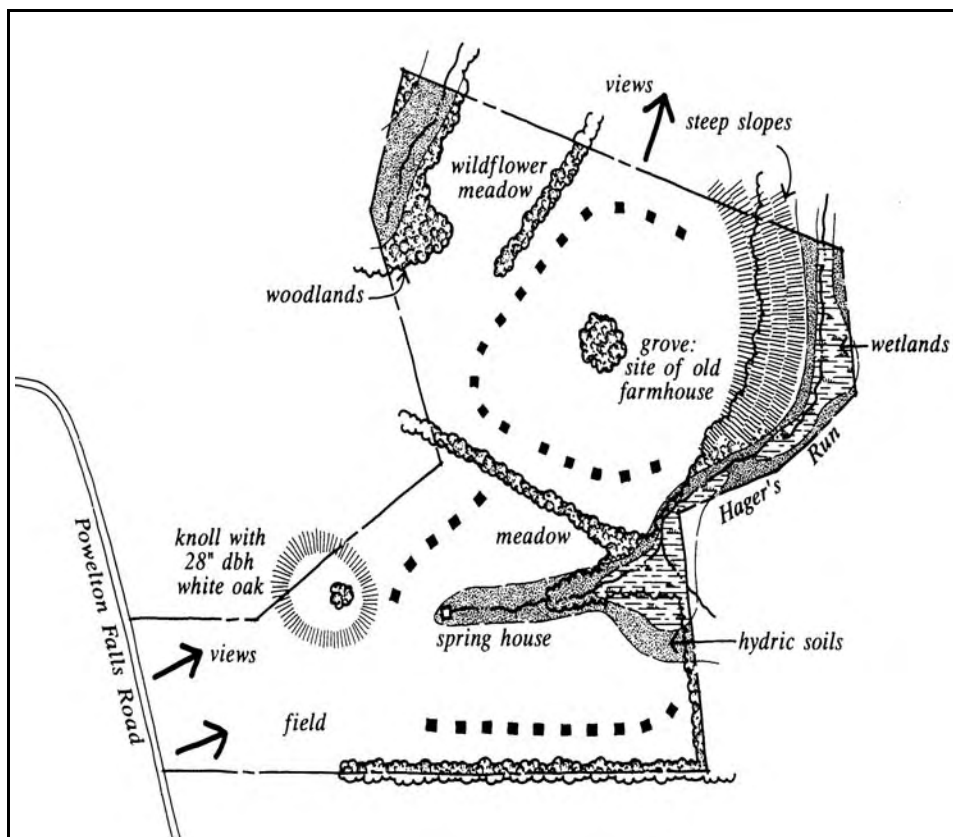 views
steep slopes
wildflower
meadow
woodlands
grove:
site of old
farmhouse
wetlands
Hager's
Run
knoll with
28" dbh
white oak
meadow
Powelton Falls Road
spring house
hydric soils
views
field